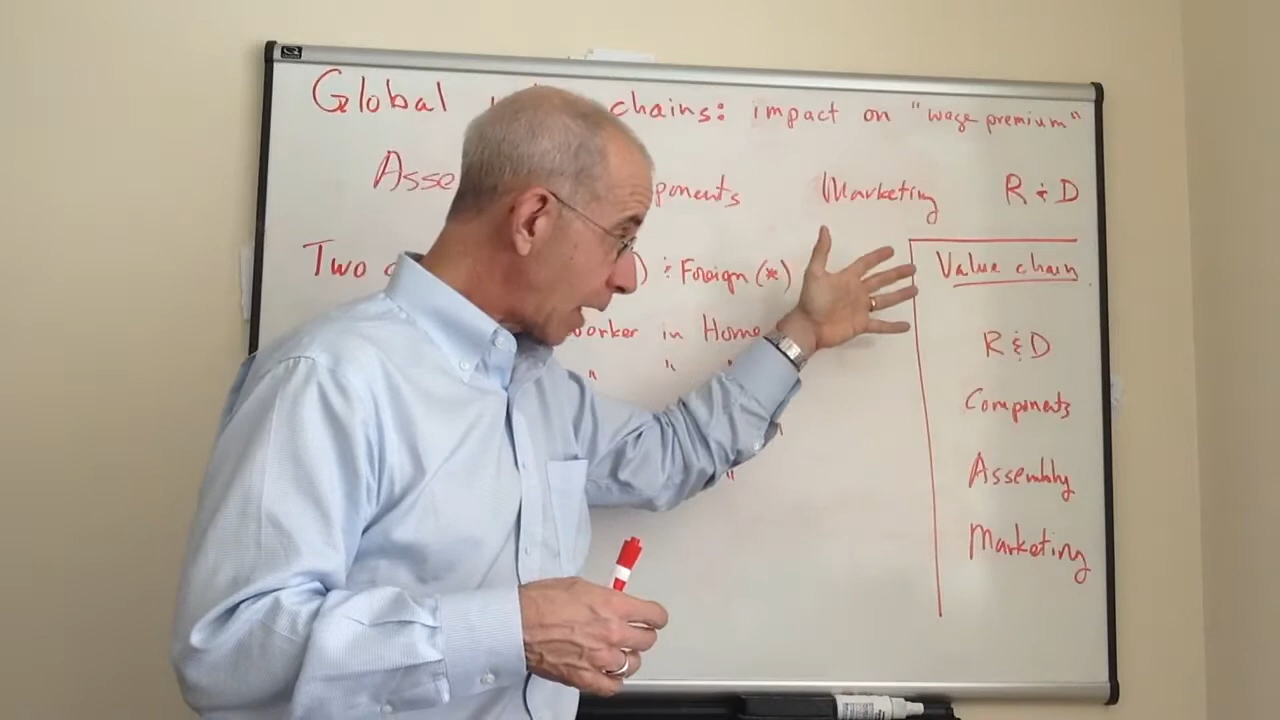 Global chains: impact on "wage premium"
Asse ponents Marketing R & D
Two ) & Foreign (*)
Worker in Home
" " "
"
"
Value chain
R & D
Components
Assembly
Marketing